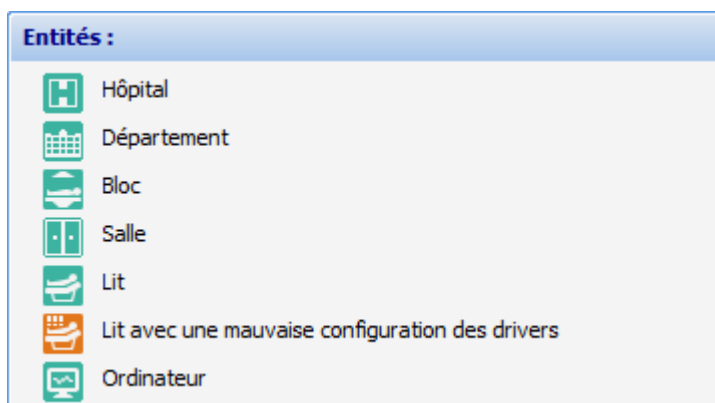 Entités :
Hôpital
Département
Bloc
Salle
Lit
Lit avec une mauvaise configuration des drivers
Ordinateur